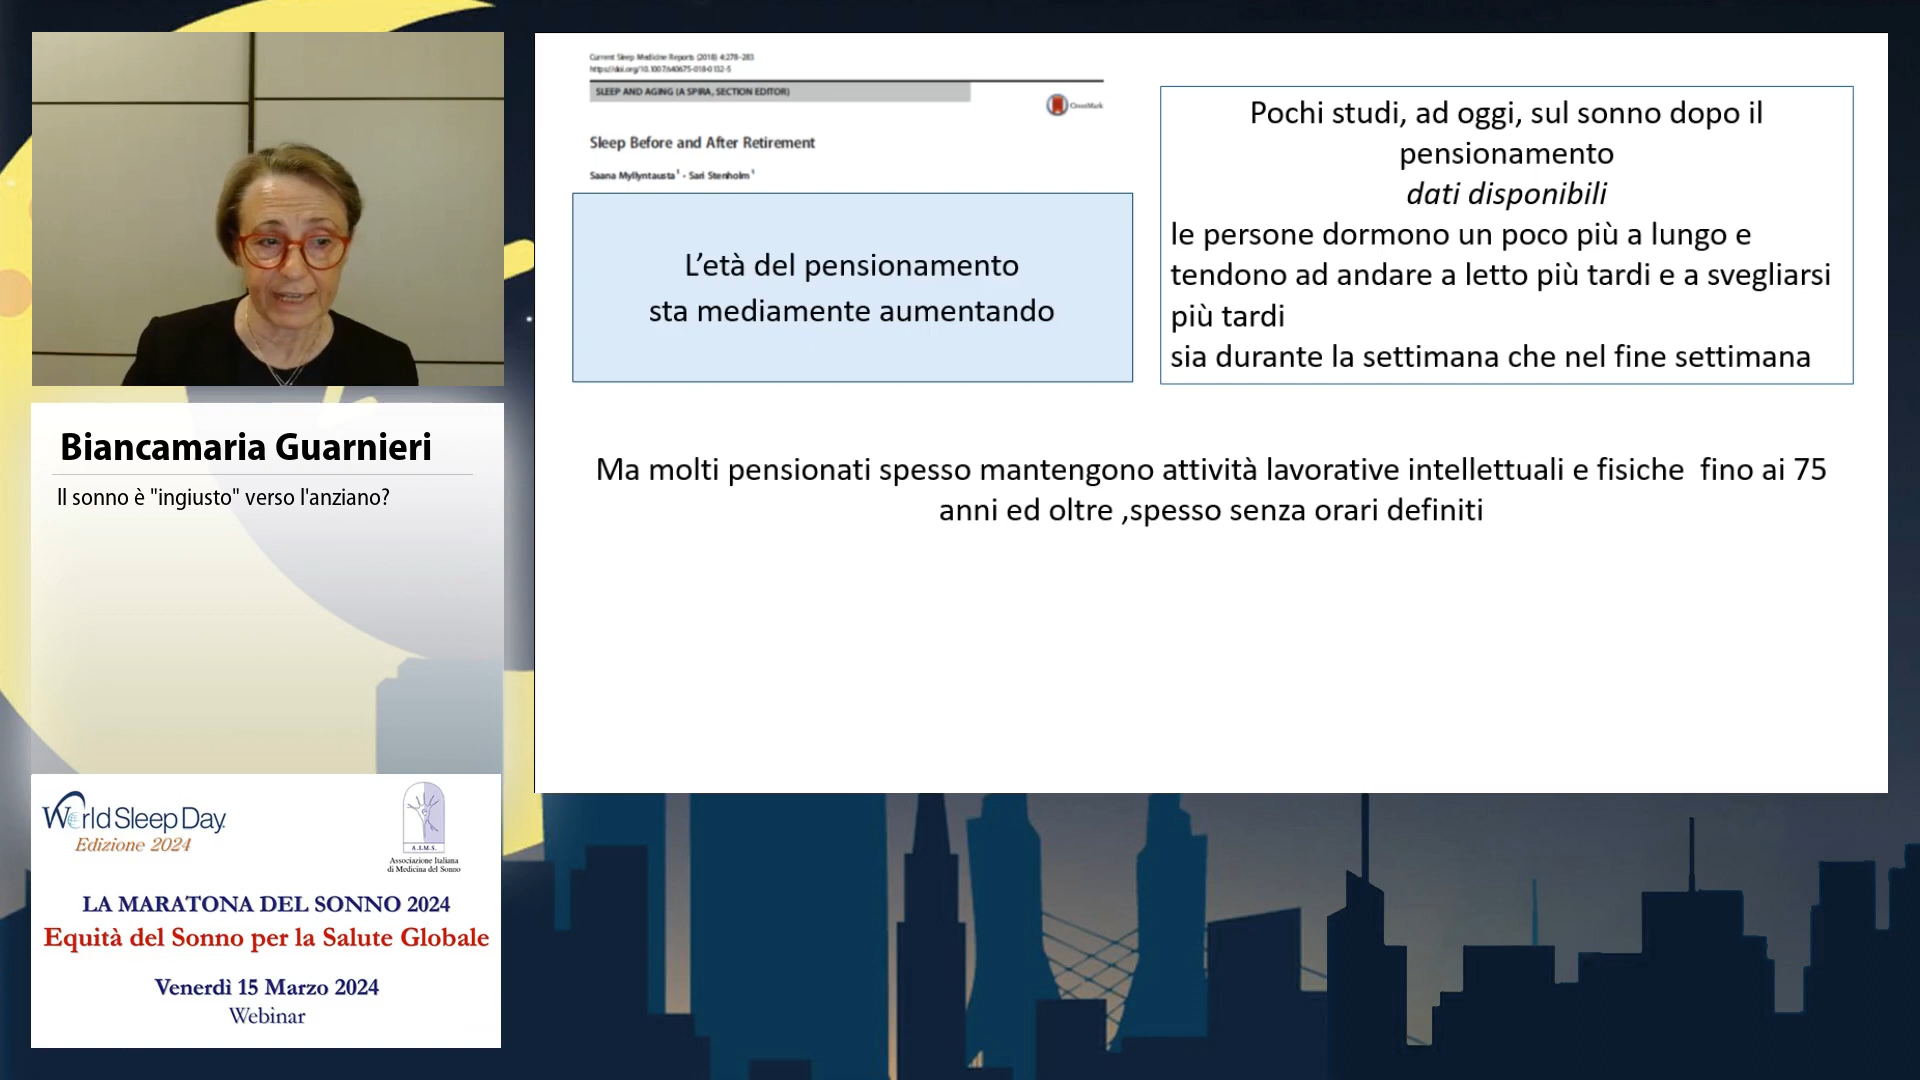 Biancamaria Guarnieri
Il sonno è "ingiusto" verso l'anziano?
World Sleep Day
Edizione 2024
A.I.M.S.
Associazione Italiana
di Medicina del Sonno
LA MARATONA DEL SONNO 2024
Equità del Sonno per la Salute Globale
Venerdì 15 Marzo 2024
Webinar
Current Sleep Medicine Reports (2018) 4:278–283
https://doi.org/10.1007/s40675-018-0132-5
SLEEP AND AGING (A SPIRA, SECTION EDITOR)
CrossMark
Sleep Before and After Retirement
Saana Myllyntausta 1 · Sari Stenholm 1
L'età del pensionamento
sta mediamente aumentando
Pochi studi, ad oggi, sul sonno dopo il
pensionamento
dati disponibili
le persone dormono un poco più a lungo e
tendono ad andare a letto più tardi e a svegliarsi
più tardi
sia durante la settimana che nel fine settimana
Ma molti pensionati spesso mantengono attività lavorative intellettuali e fisiche  fino ai 75
anni ed oltre ,spesso senza orari definiti